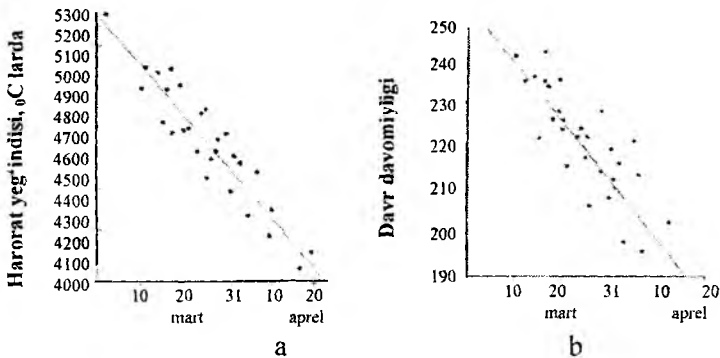 Harorat yeg‘indisi, ₀C larda
5300
5100
5000
4900
4800
4700
4600
4500
4400
4200
4100
4000
10 20 31 10 20
mart aprel
a
Davr davomiyligi
250
240
230
220
210
200
190
10 20 31 10 20
mart aprel
b